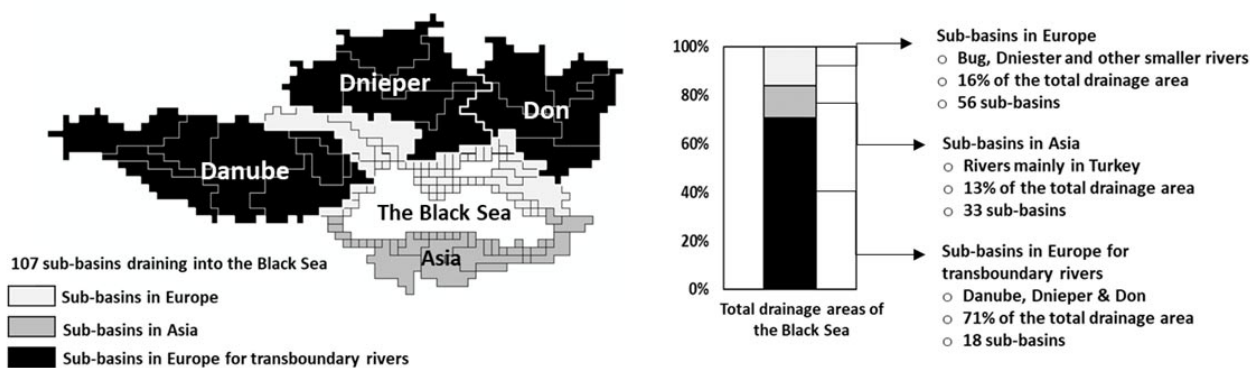 Dnieper
Don
Danube
The Black Sea
Asia
107 sub-basins draining into the Black Sea
Sub-basins in Europe
Sub-basins in Asia
Sub-basins in Europe for transboundary rivers
100%
80%
60%
40%
20%
0%
Total drainage areas of
the Black Sea
Sub-basins in Europe
○ Bug, Dniester and other smaller rivers
○ 16% of the total drainage area
○ 56 sub-basins
Sub-basins in Asia
○ Rivers mainly in Turkey
○ 13% of the total drainage area
○ 33 sub-basins
Sub-basins in Europe for
transboundary rivers
○ Danube, Dnieper & Don
○ 71% of the total drainage area
○ 18 sub-basins